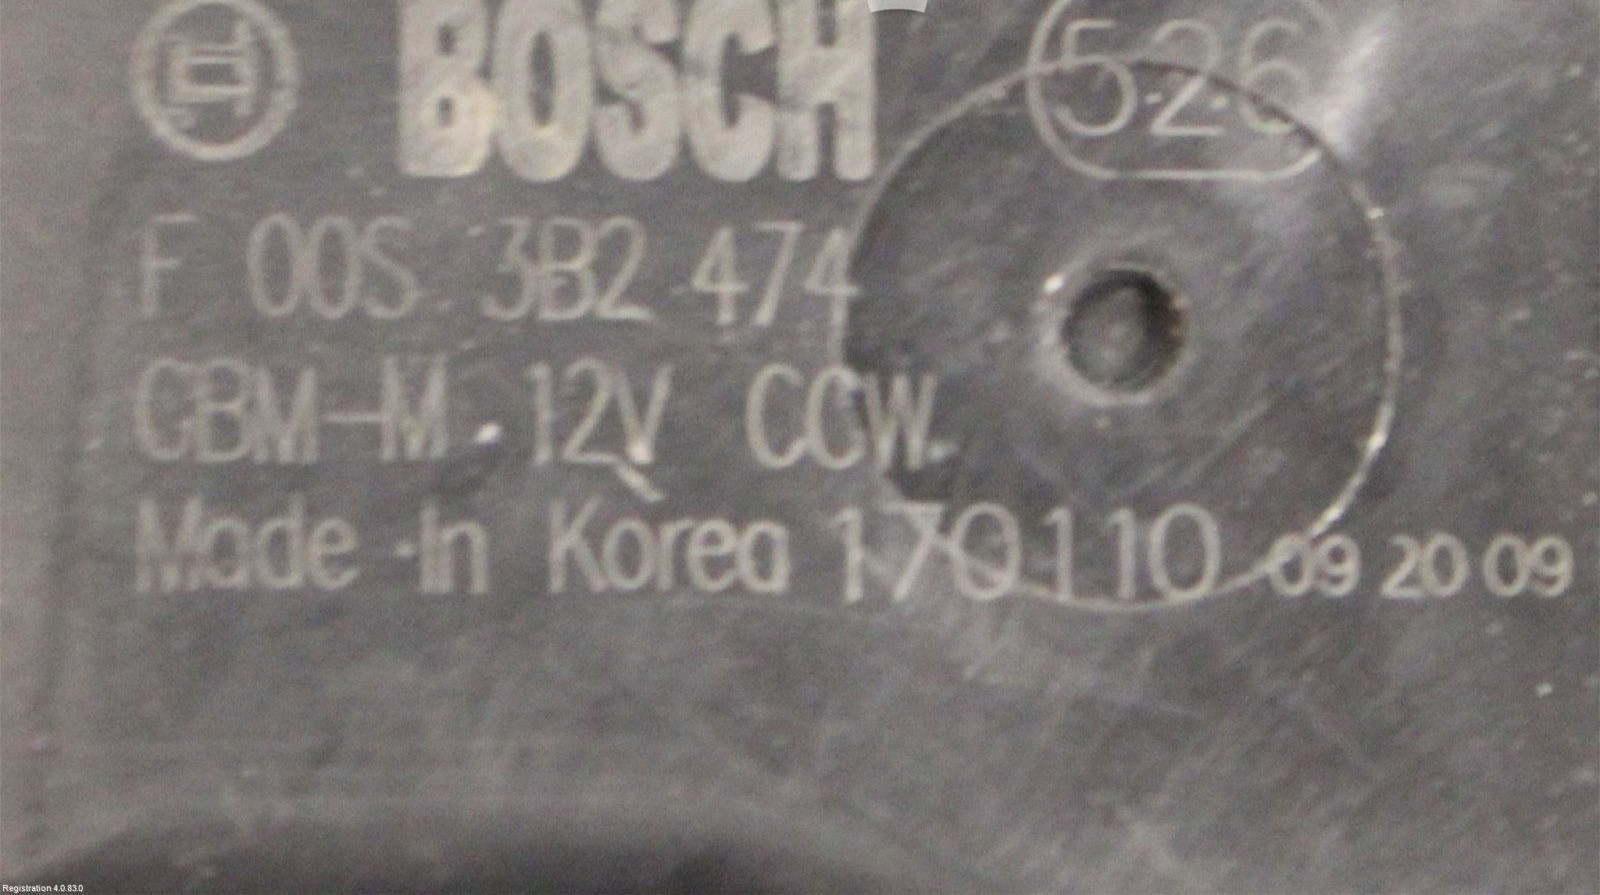 BOSCH 526
F 00S 3B2 474
CBM-M 12V CCW
Made In Korea 170110 09 20 09
Registration 4.0.83.0